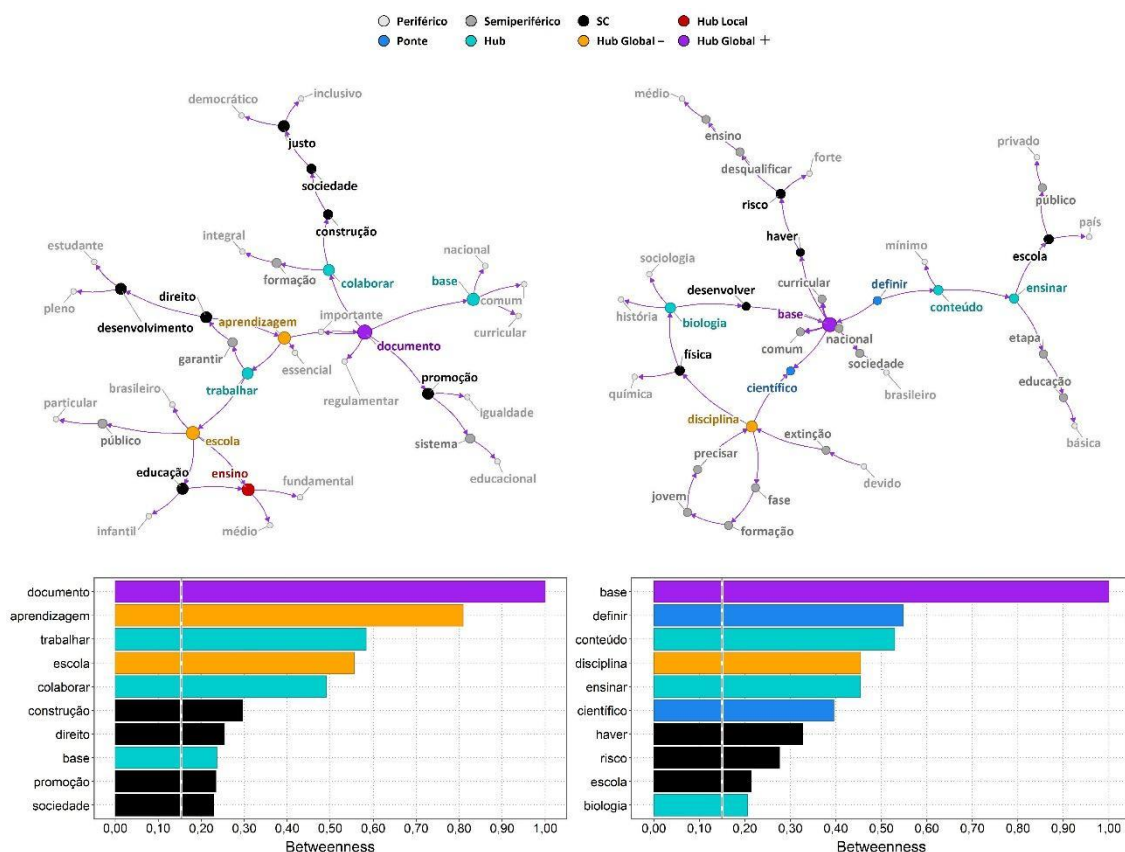 Periférico Semiperiférico SC Hub Local
Ponte Hub Hub Global – Hub Global +
democrático
inclusivo
justo
sociedade
construção
integral
formação
colaborar
nacional
base
comum
curricular
estudante
pleno
direito
desenvolvimento
aprendizagem
importante
documento
garantir
essencial
trabalhar
regulamentar
promoção
igualdade
brasileiro
particular
público
escola
sistema
educacional
educação
ensino
fundamental
infantil
médio
médio
ensino
desqualificar
forte
risco
haver
privado
público
país
escola
sociologia
mínimo
curricular
definir
conteúdo
ensinar
desenvolver
história
biologia
base
nacional
comum
sociedade
brasileiro
física
química
científico
etapa
educação
básica
disciplina
extinção
precisar
devido
jovem
fase
formação
documento
aprendizagem
trabalhar
escola
colaborar
construção
direito
base
promoção
sociedade
0,00 0,10 0,20 0,30 0,40 0,50 0,60 0,70 0,80 0,90 1,00
Betweenness
base
definir
conteúdo
disciplina
ensinar
científico
haver
risco
escola
biologia
0,00 0,10 0,20 0,30 0,40 0,50 0,60 0,70 0,80 0,90 1,00
Betweenness